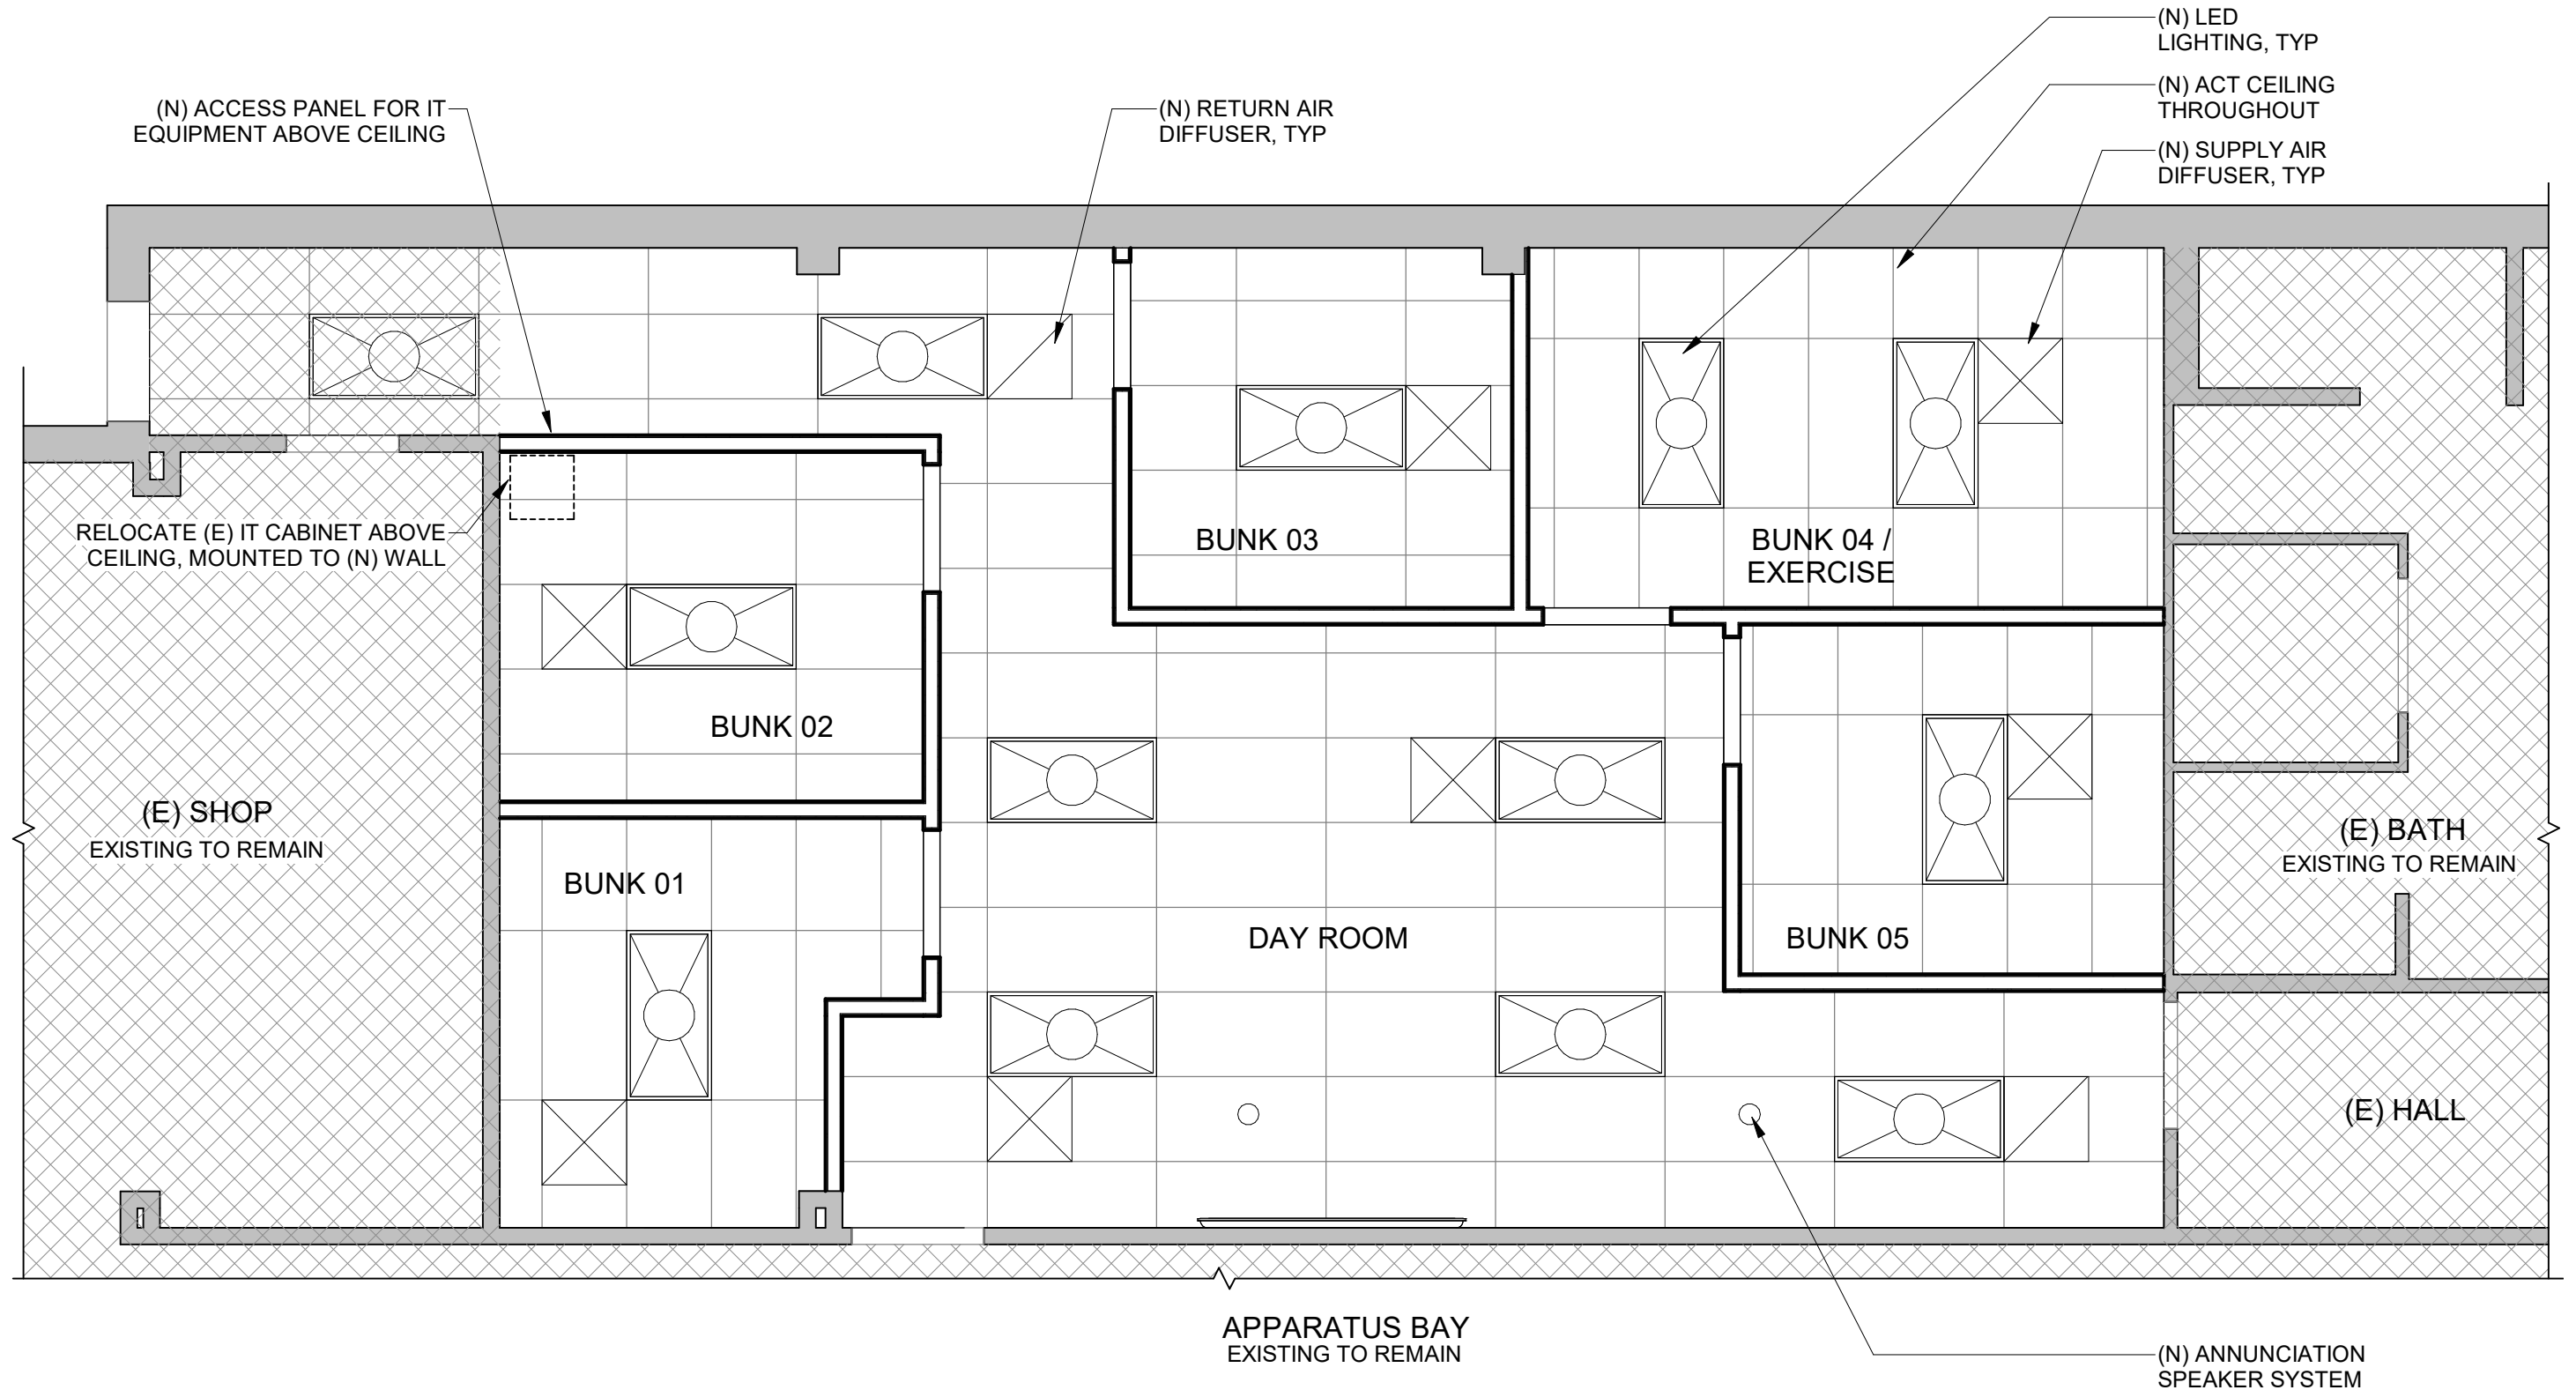 (N) LED
LIGHTING, TYP
(N) ACT CEILING
THROUGHOUT
(N) ACCESS PANEL FOR IT
EQUIPMENT ABOVE CEILING
(N) RETURN AIR
DIFFUSER, TYP
(N) SUPPLY AIR
DIFFUSER, TYP
RELOCATE (E) IT CABINET ABOVE
CEILING, MOUNTED TO (N) WALL
BUNK 03
BUNK 04 /
EXERCISE
BUNK 02
(E) SHOP
EXISTING TO REMAIN
(E) BATH
EXISTING TO REMAIN
BUNK 01
DAY ROOM
BUNK 05
(E) HALL
APPARATUS BAY
EXISTING TO REMAIN
(N) ANNUNCIATION
SPEAKER SYSTEM